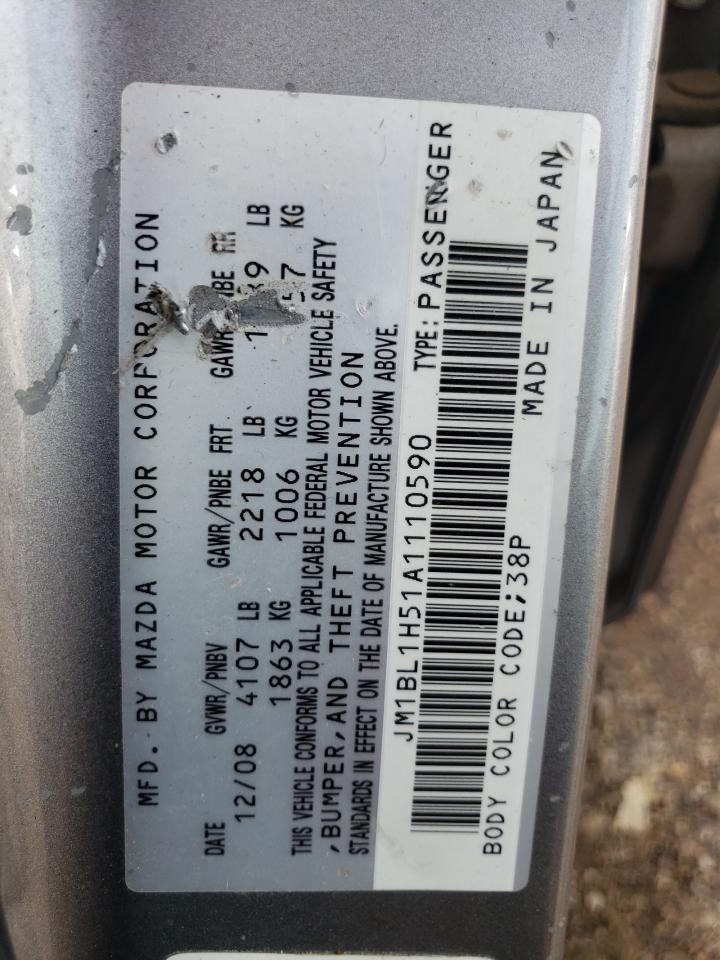 MFD. BY MAZDA MOTOR CORPORATION
DATE GVWR/PNBV GAWR/PNBE FRT RR
12/08 4107 LB 2218 LB LB
1863 KG 1006 KG KG
THIS VEHICLE CONFORMS TO ALL APPLICABLE FEDERAL MOTOR VEHICLE SAFETY
,BUMPER,AND THEFT PREVENTION
STANDARDS IN EFFECT ON THE DATE OF MANUFACTURE SHOWN ABOVE.
JM1BL1H51A1110590 TYPE:PASSENGER
BODY COLOR CODE;38P MADE IN JAPAN